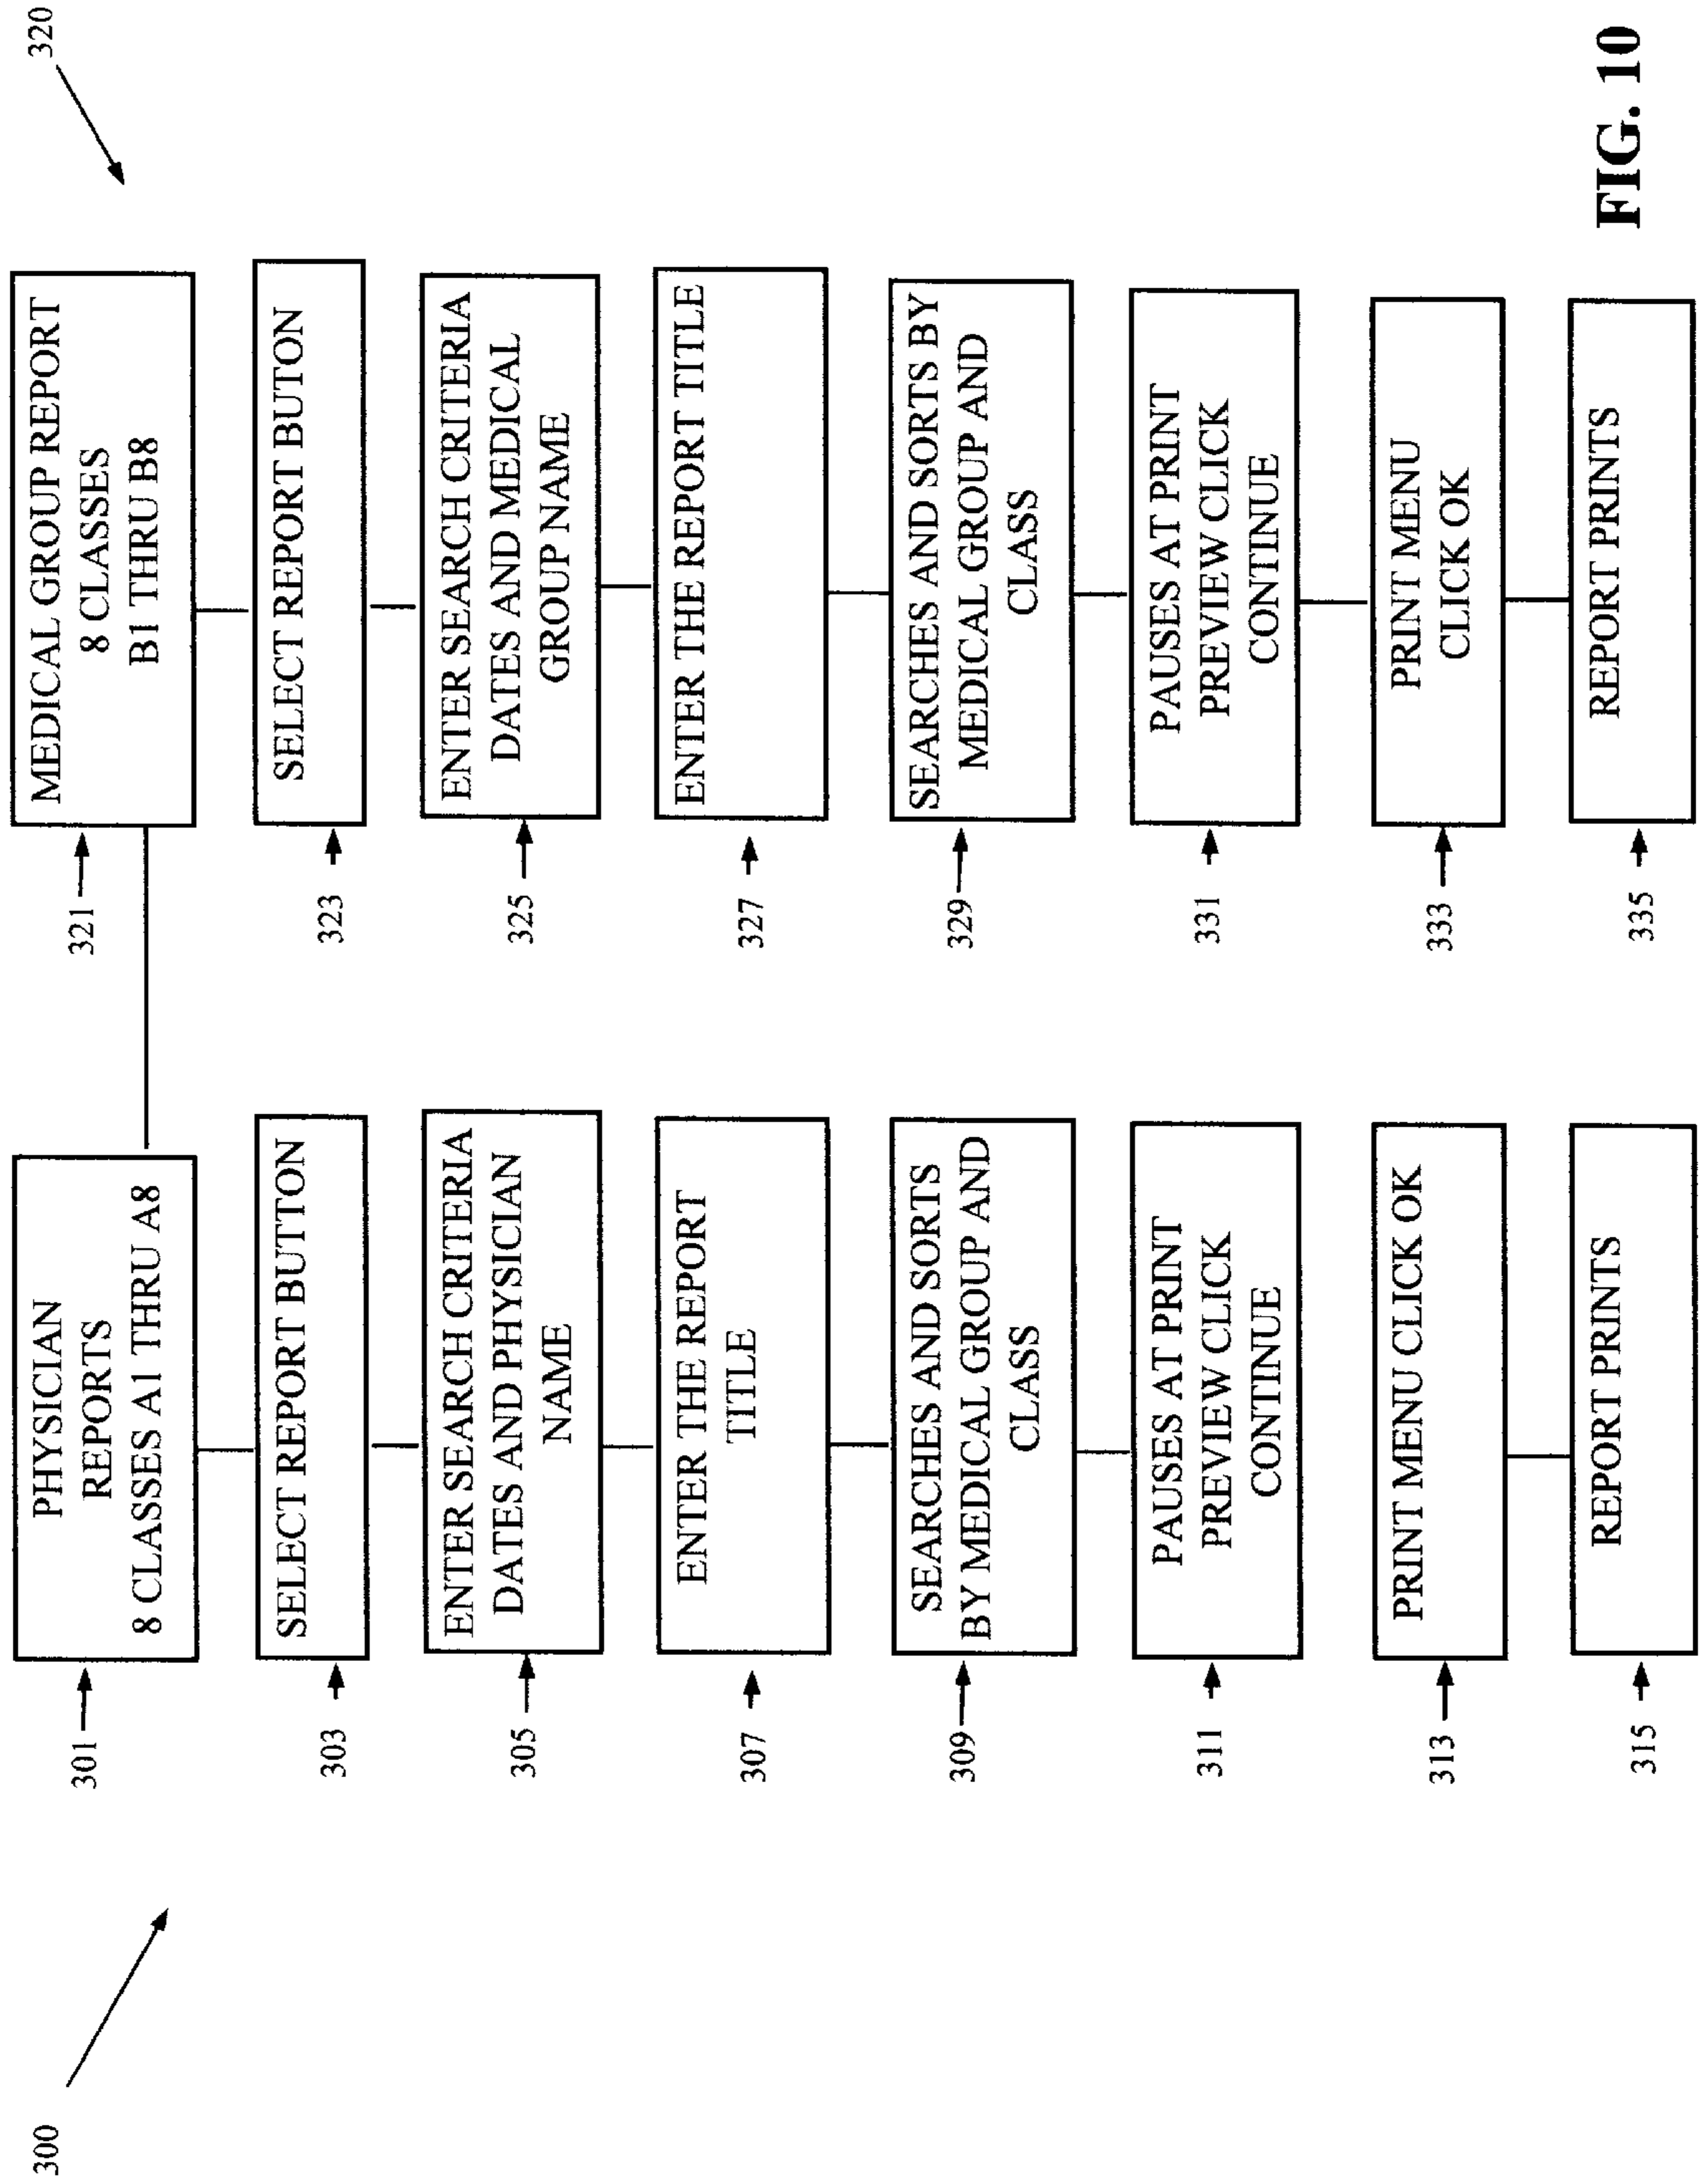 300
320
301
PHYSICIAN
REPORTS
8 CLASSES A1 THRU A8
303
SELECT REPORT BUTTON
305
ENTER SEARCH CRITERIA
DATES AND PHYSICIAN
NAME
307
ENTER THE REPORT
TITLE
309
SEARCHES AND SORTS
BY MEDICAL GROUP AND
CLASS
311
PAUSES AT PRINT
PREVIEW CLICK
CONTINUE
313
PRINT MENU CLICK OK
315
REPORT PRINTS
321
MEDICAL GROUP REPORT
8 CLASSES
B1 THRU B8
323
SELECT REPORT BUTTON
325
ENTER SEARCH CRITERIA
DATES AND MEDICAL
GROUP NAME
327
ENTER THE REPORT TITLE
329
SEARCHES AND SORTS BY
MEDICAL GROUP AND
CLASS
331
PAUSES AT PRINT
PREVIEW CLICK
CONTINUE
333
PRINT MENU
CLICK OK
335
REPORT PRINTS
FIG. 10